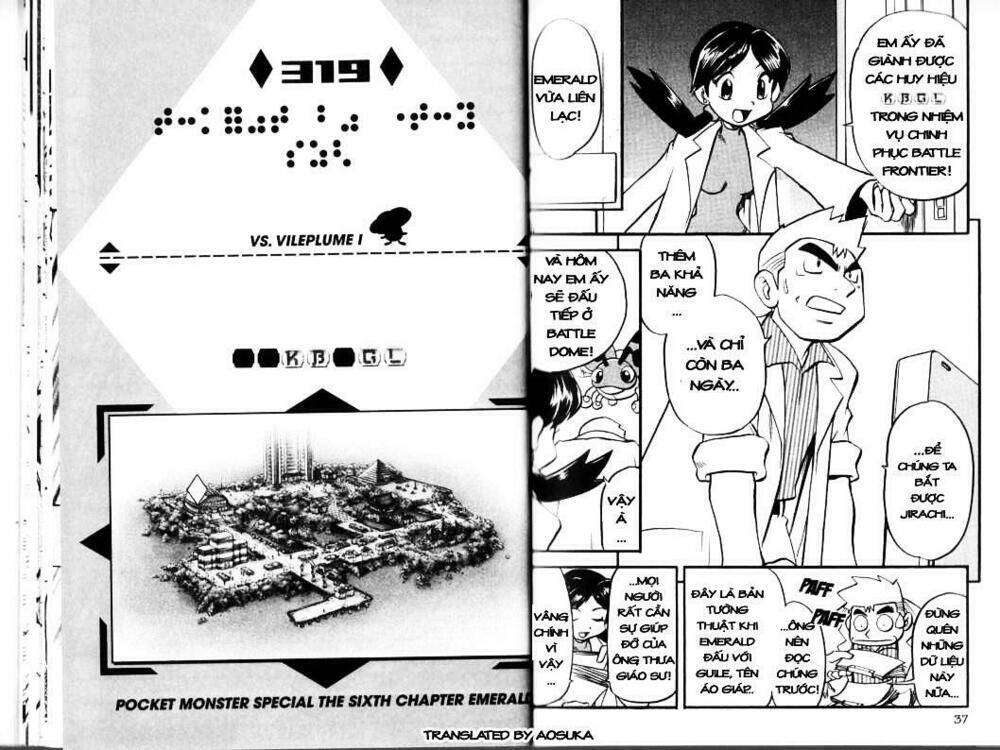 319
VS. VILEPLUME I
K B G L
POCKET MONSTER SPECIAL THE SIXTH CHAPTER EMERALD
EMERALD
VỪA LIÊN
LẠC!
EM ẤY ĐÃ
GIÀNH ĐƯỢC
CÁC HUY HIỆU
K B G L
TRONG NHIỆM
VỤ CHINH
PHỤC BATTLE
FRONTIER!
VÀ HÔM
NAY EM ẤY
SẼ ĐẤU
TIẾP Ở
BATTLE
DOME!
THÊM
BA KHẢ
NĂNG
...
...VÀ CHỈ
CÒN BA
NGÀY...
...ĐỂ
CHÚNG TA
BẮT
ĐƯỢC
JIRACHI...
VẬY
À
...
VÂNG
CHÍNH
VÌ
VẬY
...
...MỌI
NGƯỜI
RẤT CẦN
SỰ GIÚP
ĐỠ CỦA
ÔNG THƯA
GIÁO SƯ!
ĐÂY LÀ BẢN
TƯỜNG
THUẬT KHI
EMERALD
ĐẤU VỚI
GUILE, TÊN
ÁO GIÁP.
...ÔNG
NÊN
ĐỌC
CHÚNG
TRƯỚC!
PAFF
PAFF
ĐỪNG
QUÊN
NHỮNG
DỮ LIỆU
NÀY
NỮA...
37
TRANSLATED BY AOSUKA